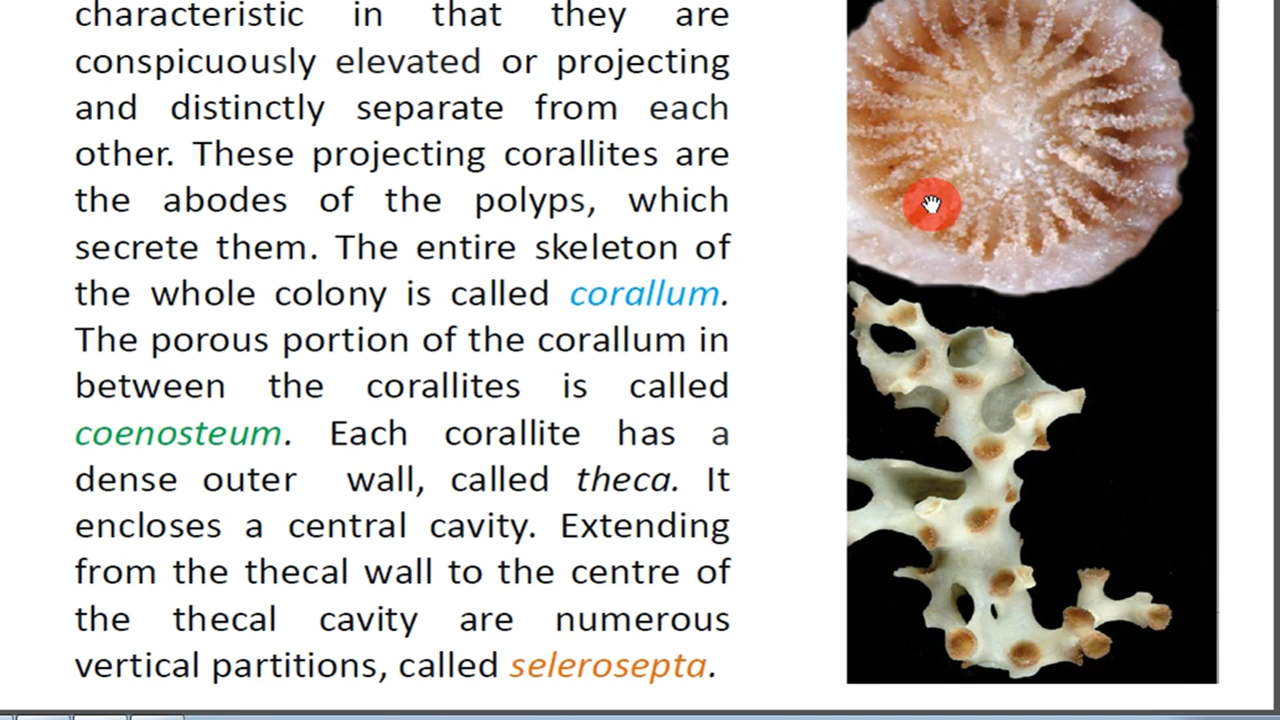 characteristic in that they are
conspicuously elevated or projecting
and distinctly separate from each
other. These projecting corallites are
the abodes of the polyps, which
secrete them. The entire skeleton of
the whole colony is called corallum.
The porous portion of the corallum in
between the corallites is called
coenosteum. Each corallite has a
dense outer wall, called theca. It
encloses a central cavity. Extending
from the thecal wall to the centre of
the thecal cavity are numerous
vertical partitions, called selerosepta.